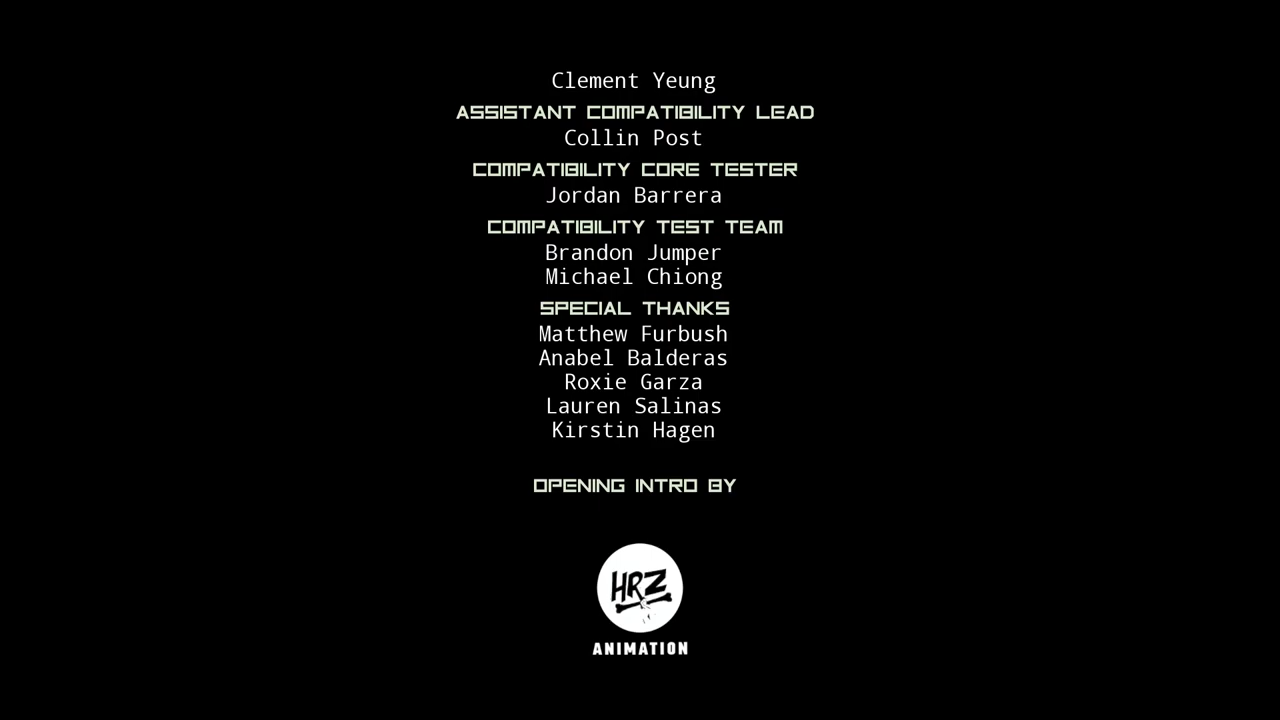 Clement Yeung
ASSISTANT COMPATIBILITY LEAD
Collin Post
COMPATIBILITY CORE TESTER
Jordan Barrera
COMPATIBILITY TEST TEAM
Brandon Jumper
Michael Chiong
SPECIAL THANKS
Matthew Furbush
Anabel Balderas
Roxie Garza
Lauren Salinas
Kirstin Hagen
OPENING INTRO BY
HRZ
ANIMATION